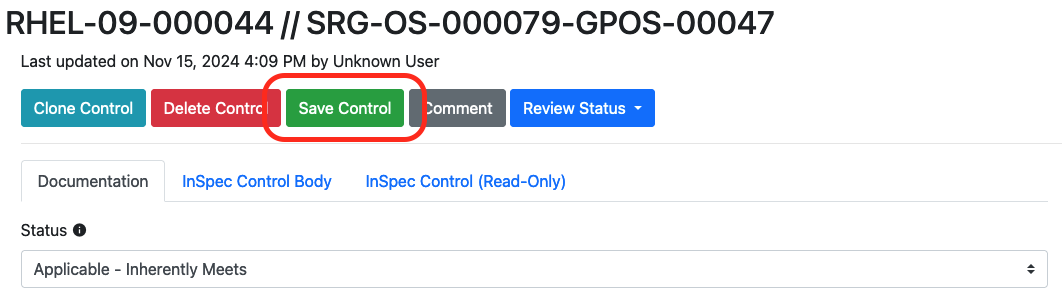 RHEL-09-000044 // SRG-OS-000079-GPOS-00047
Last updated on Nov 15, 2024 4:09 PM by Unknown User
Clone Control Delete Control Save Control Comment Review Status
Documentation InSpec Control Body InSpec Control (Read-Only)
Status
Applicable - Inherently Meets